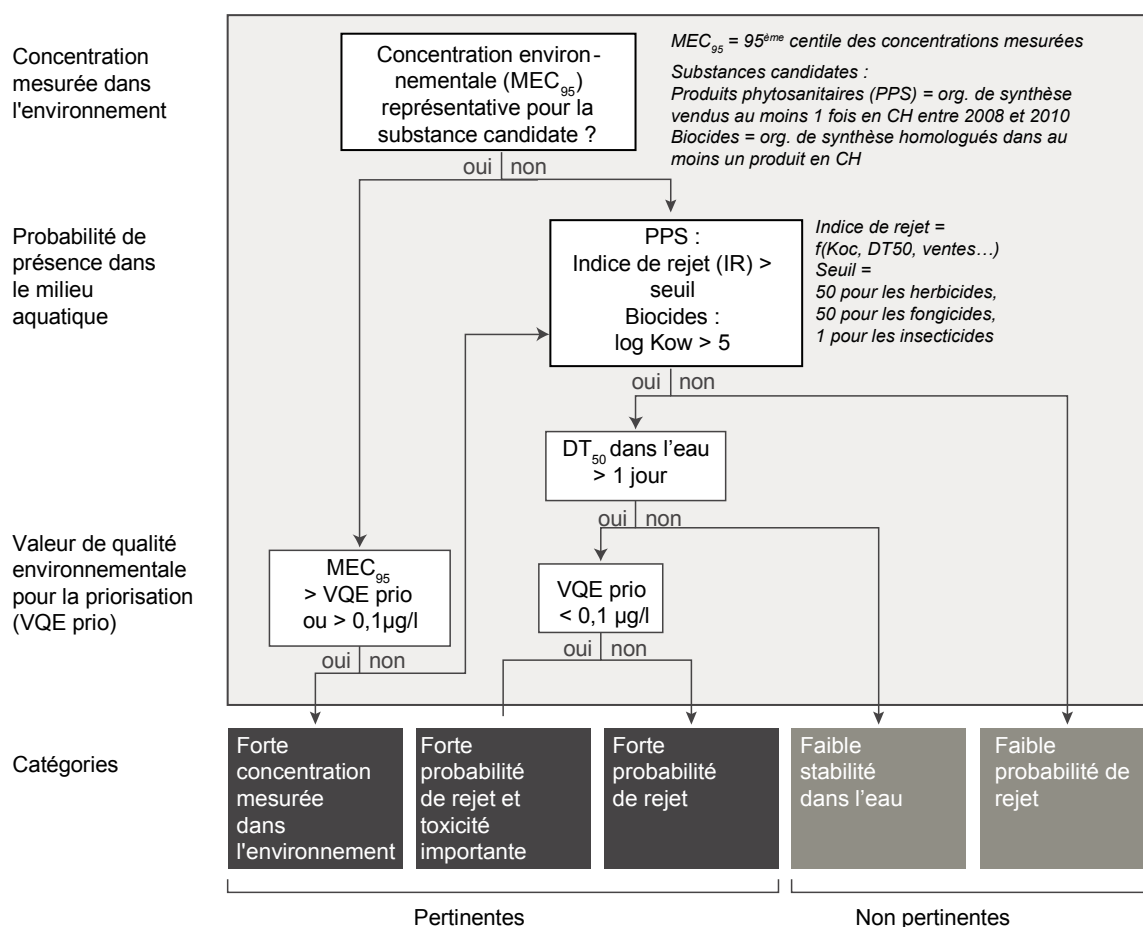 Concentration
mesurée dans
l'environnement
Concentration environ-
nementale (MEC95)
représentative pour la
substance candidate ?
MEC95 = 95ème centile des concentrations mesurées
Substances candidates :
Produits phytosanitaires (PPS) = org. de synthèse
vendus au moins 1 fois en CH entre 2008 et 2010
Biocides = org. de synthèse homologués dans au
moins un produit en CH
oui non
Probabilité de
présence dans
le milieu
aquatique
PPS :
Indice de rejet (IR) >
seuil
Biocides :
log Kow > 5
Indice de rejet =
f(Koc, DT50, ventes…)
Seuil =
50 pour les herbicides,
50 pour les fongicides,
1 pour les insecticides
oui non
DT50 dans l'eau
> 1 jour
oui non
Valeur de qualité
environnementale
pour la priorisation
(VQE prio)
MEC95
> VQE prio
ou > 0,1µg/l
oui non
VQE prio
< 0,1 µg/l
oui non
Catégories
Forte
concentration
mesurée
dans
l'environnement
Forte
probabilité
de rejet et
toxicité
importante
Forte
probabilité
de rejet
Faible
stabilité
dans l'eau
Faible
probabilité de
rejet
Pertinentes
Non pertinentes